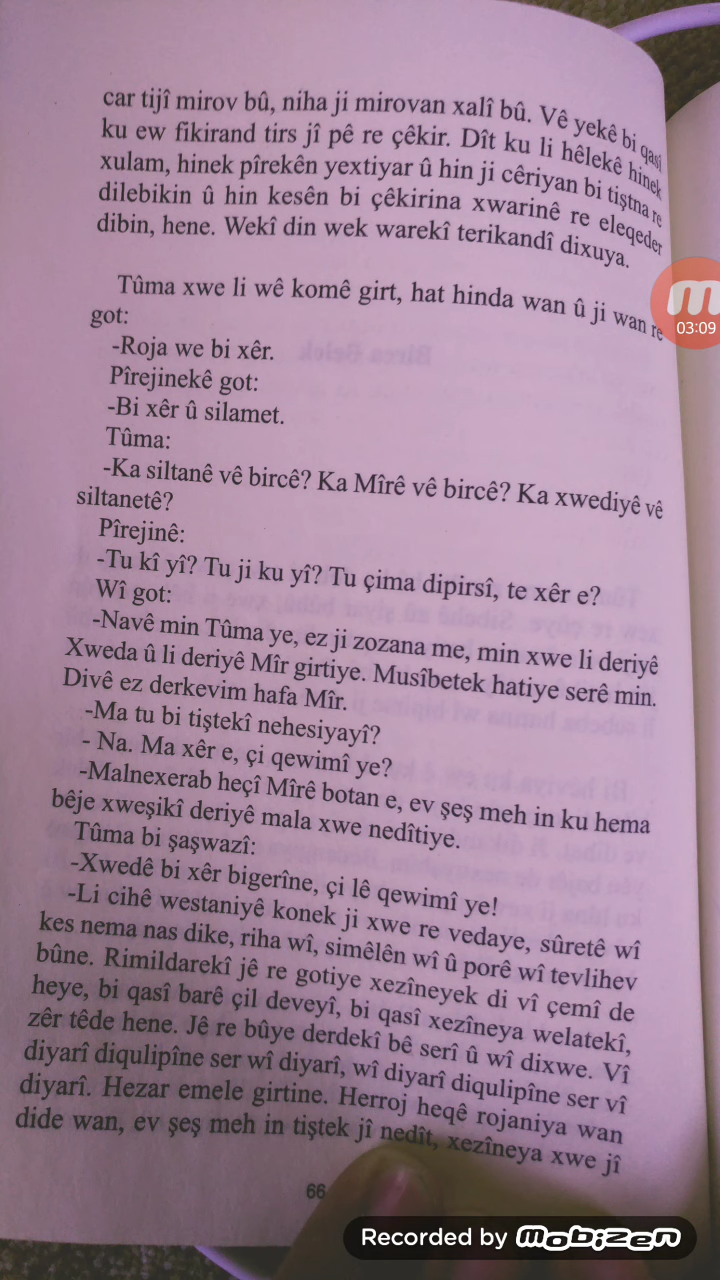 car tijî mirov bû, niha ji mirovan xalî bû. Vê yekê bi qasî
ku ew fikirand tirs jî pê re çêkir. Dît ku li hêlekê hinek
xulam, hinek pîrekên yextiyar û hin ji cêriyan bi tiştna re
dilebikin û hin kesên bi çêkirina xwarinê re eleqeder
dibin, hene. Wekî din wek warekî terikandî dixuya.
Tûma xwe li wê komê girt, hat hinda wan û ji wan re
got:
-Roja we bi xêr.
Pîrejinekê got:
-Bi xêr û silamet.
Tûma:
-Ka siltanê vê bircê? Ka Mîrê vê bircê? Ka xwediyê vê
siltanetê?
Pîrejinê:
-Tu kî yî? Tu ji ku yî? Tu çima dipirsî, te xêr e?
Wî got:
-Navê min Tûma ye, ez ji zozana me, min xwe li deriyê
Xweda û li deriyê Mîr girtiye. Musîbetek hatiye serê min.
Divê ez derkevim hafa Mîr.
-Ma tu bi tiştekî nehesiyayî?
- Na. Ma xêr e, çi qewimî ye?
-Malnexerab heçî Mîrê botan e, ev şeş meh in ku hema
bêje xweşikî deriyê mala xwe nedîtiye.
Tûma bi şaşwazî:
-Xwedê bi xêr bigerîne, çi lê qewimî ye!
-Li cihê westaniyê konek ji xwe re vedaye, sûretê wî
kes nema nas dike, riha wî, simêlên wî û porê wî tevlihev
bûne. Rimildarekî jê re gotiye xezîneyek di vî çemî de
heye, bi qasî barê çil deveyî, bi qasî xezîneya welatekî,
zêr têde hene. Jê re bûye derdekî bê serî û wî dixwe. Vî
diyarî diqulipîne ser wî diyarî, wî diyarî diqulipîne ser vî
diyarî. Hezar emele girtine. Herroj heqê rojaniya wan
dide wan, ev şeş meh in tiştek jî nedît, xezîneya xwe jî
66
03:09
Recorded by mobizen